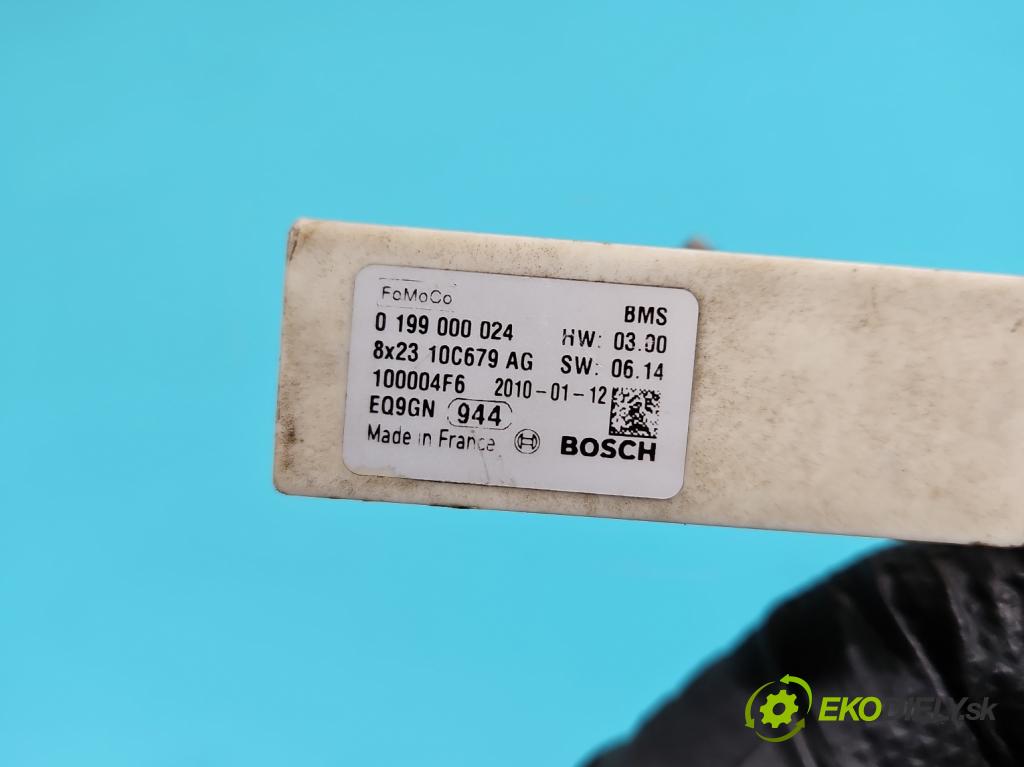 FoMoCo
BMS
0 199 000 024 HW: 03.00
8x23 10C679 AG SW: 06.14
100004F6 2010-01-12
EQ9GN 944
Made in France BOSCH
EKODIELY.sk